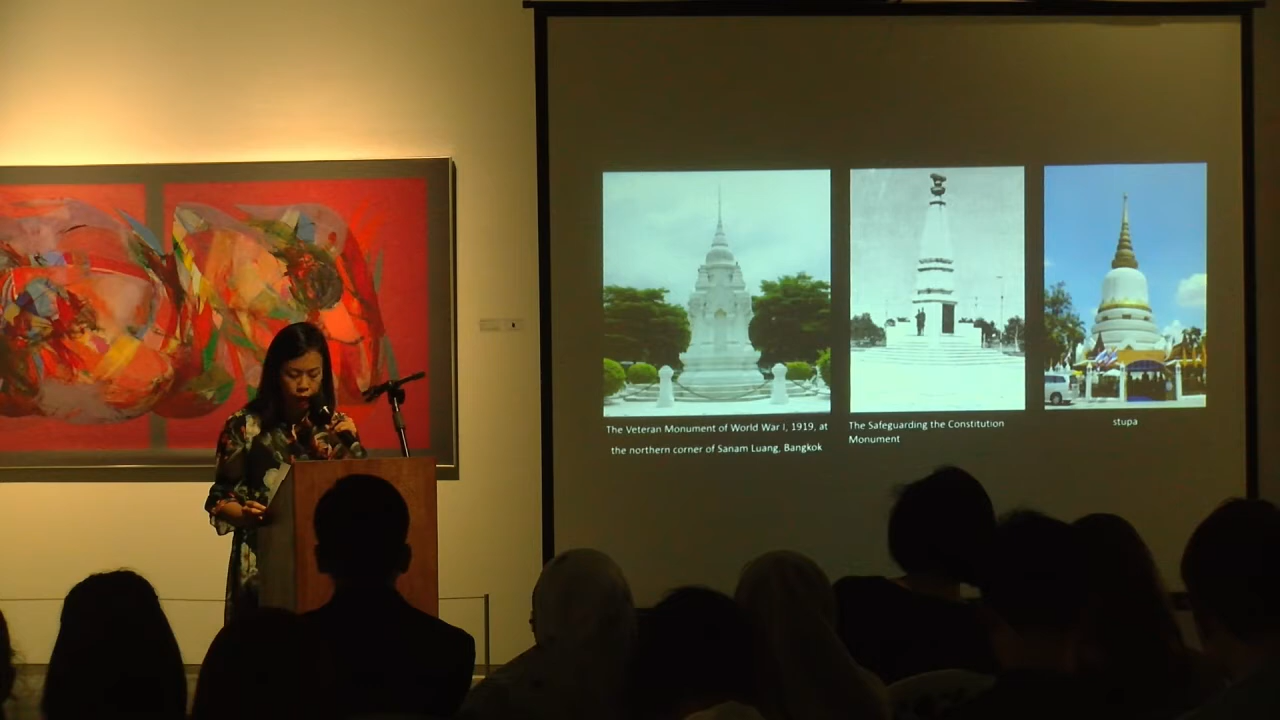 The Veteran Monument of World War I, 1919, at
the northern corner of Sanam Luang, Bangkok
The Safeguarding the Constitution
Monument
stupa